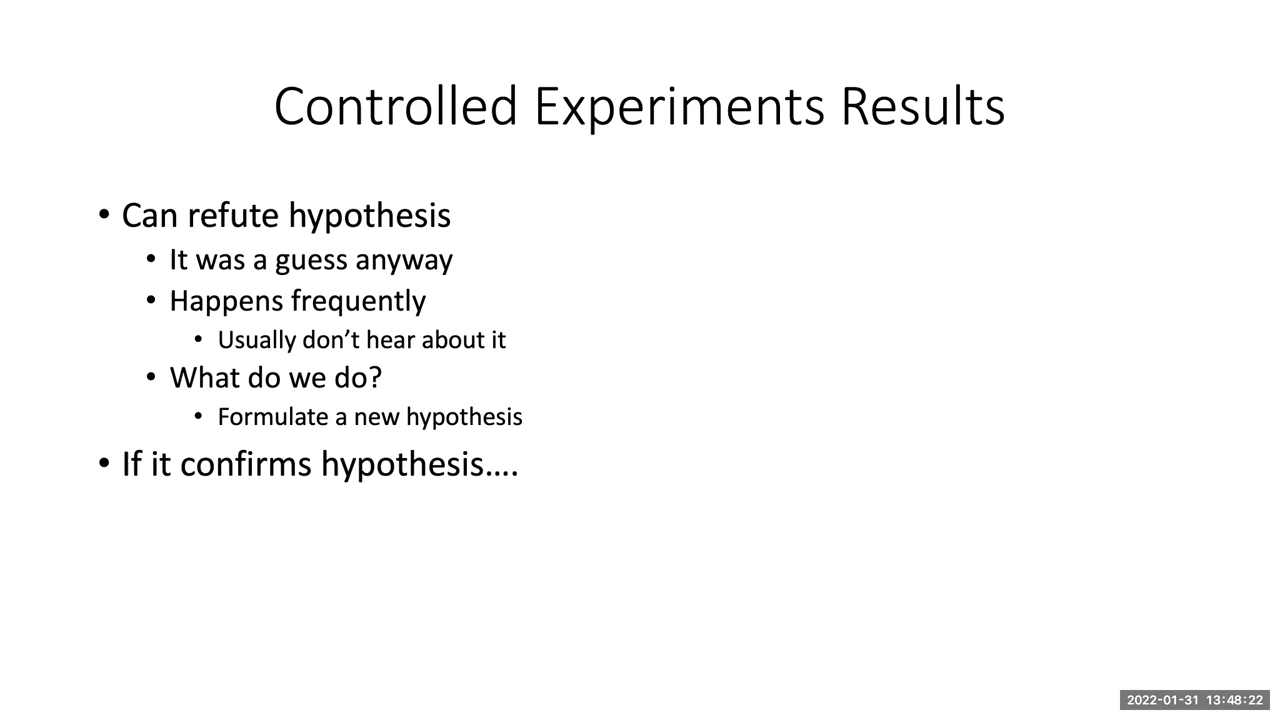 Controlled Experiments Results
• Can refute hypothesis
• It was a guess anyway
• Happens frequently
• Usually don’t hear about it
• What do we do?
• Formulate a new hypothesis
• If it confirms hypothesis….
2022-01-31 13:48:22